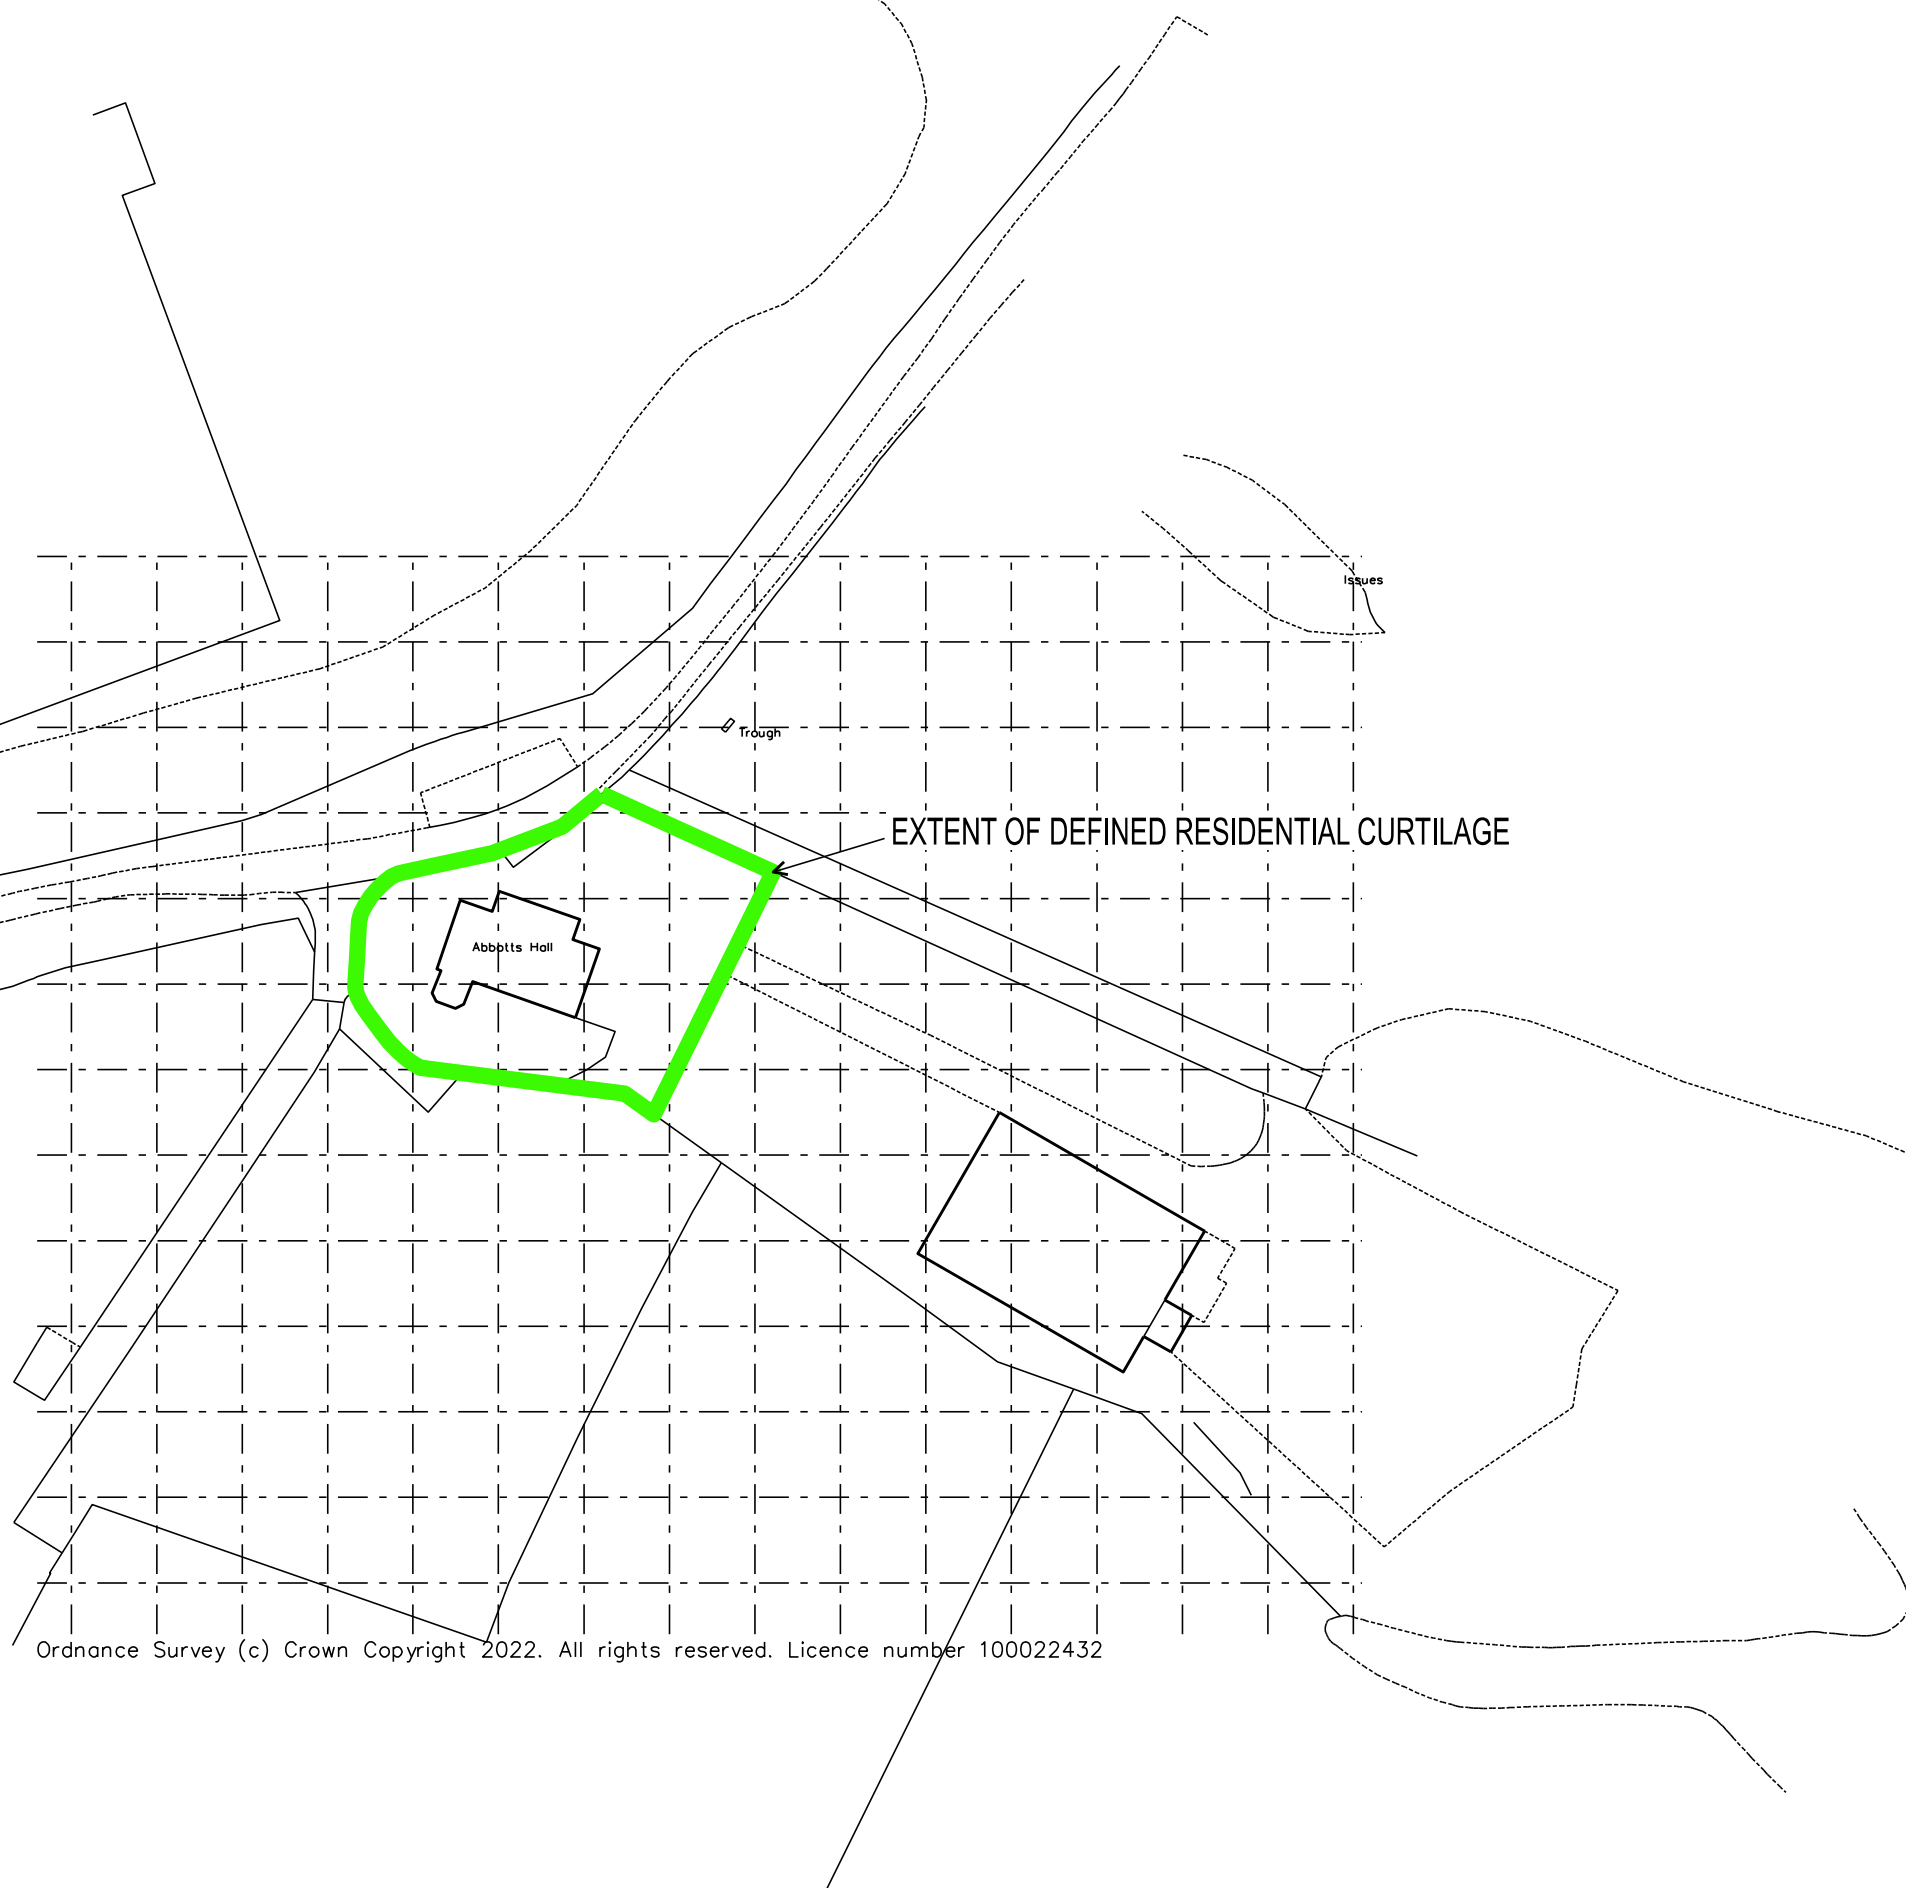 Issues
Trough
EXTENT OF DEFINED RESIDENTIAL CURTILAGE
Abbotts Hall
Ordnance Survey (c) Crown Copyright 2022. All rights reserved. Licence number 100022432